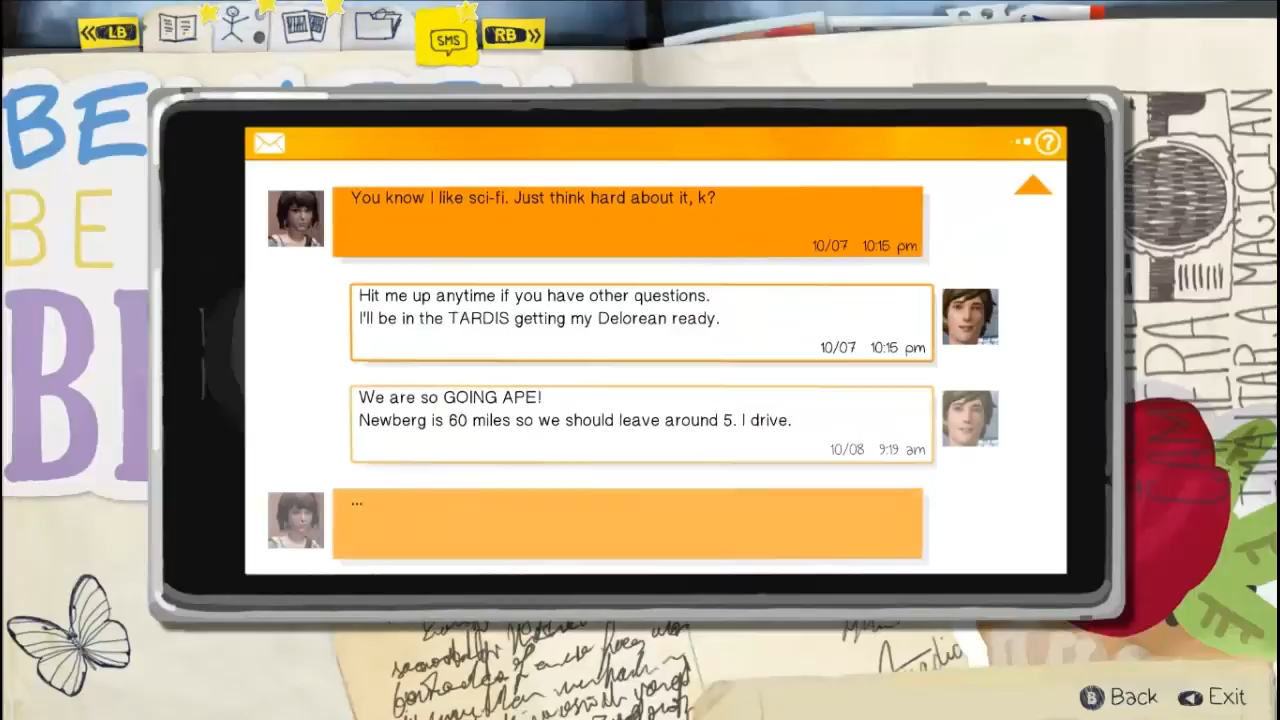 LB
SMS
RB
BE
BE
?
You know I like sci-fi. Just think hard about it, k?
10/07 10:15 pm
Hit me up anytime if you have other questions.
I'll be in the TARDIS getting my Delorean ready.
10/07 10:15 pm
We are so GOING APE!
Newberg is 60 miles so we should leave around 5. I drive.
10/08 9:19 am
...
MAGICIAN
B Back
Exit